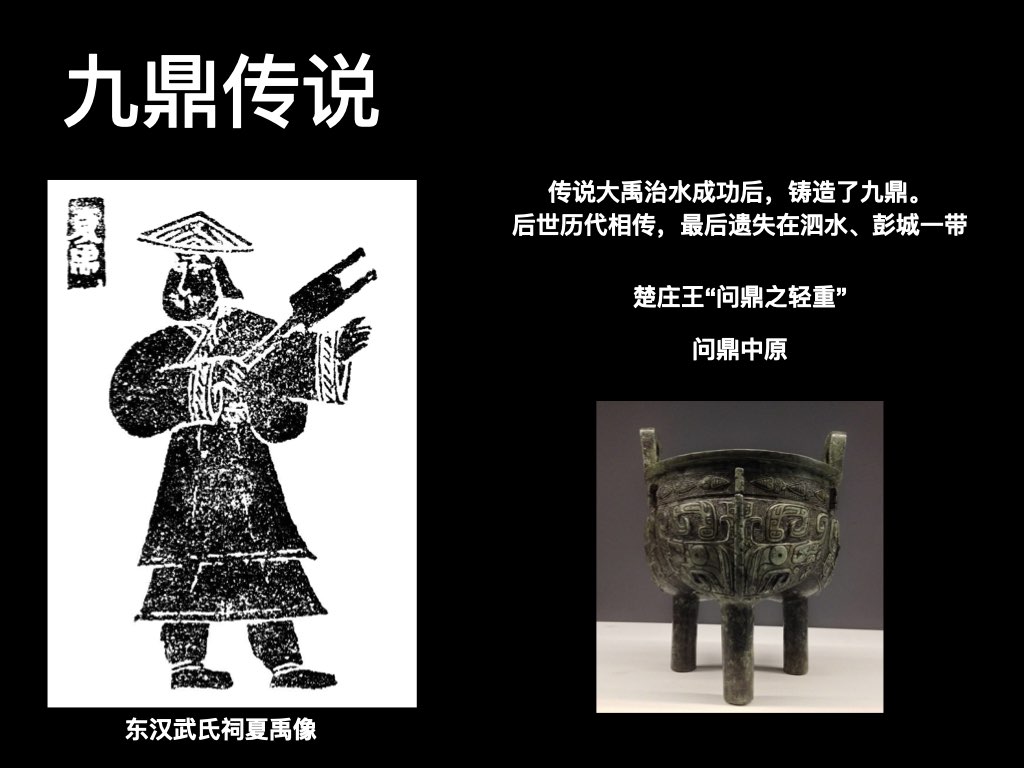 九鼎传说
夏禹
传说大禹治水成功后，铸造了九鼎。
后世历代相传，最后遗失在泗水、彭城一带
楚庄王“问鼎之轻重”
问鼎中原
东汉武氏祠夏禹像